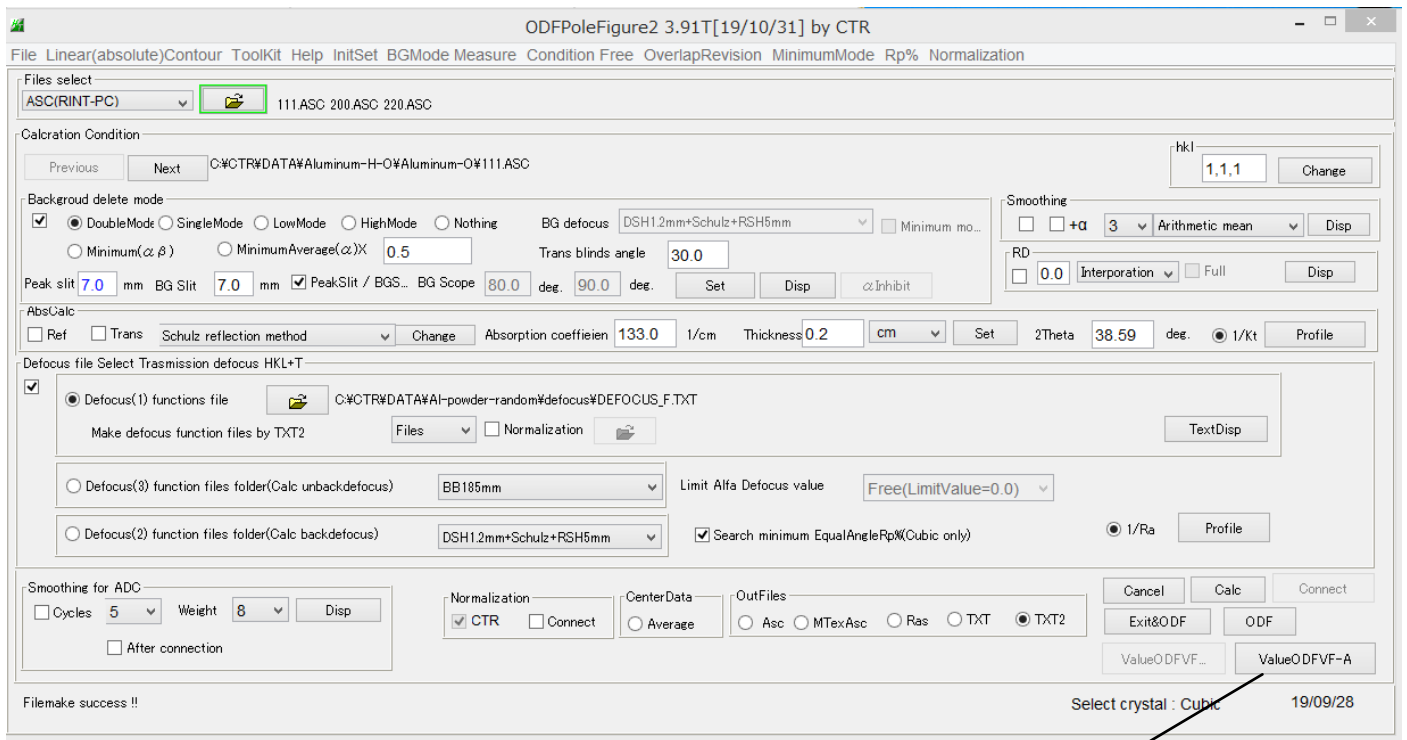 ODFPoleFigure2 3.91T[19/10/31] by CTR
File Linear(absolute)Contour ToolKit Help InitSet BGMode Measure Condition Free OverlapRevision MinimumMode Rp% Normalization
Files select
ASC(RINT-PC) 111.ASC 200.ASC 220.ASC
Calcration Condition
Previous Next C:¥CTR¥DATA¥Aluminum-H-O¥Aluminum-O¥111.ASC
hkl
1,1,1 Change
Backgroud delete mode
DoubleMode SingleMode LowMode HighMode Nothing BG defocus DSH1.2mm+Schulz+RSH5mm Minimum mo...
Minimum(αβ) MinimumAverage(α)X 0.5 Trans blinds angle 30.0
Peak slit 7.0 mm BG Slit 7.0 mm PeakSlit / BGS... BG Scope 80.0 deg. 90.0 deg. Set Disp αInhibit
Smoothing
+α 3 Arithmetic mean Disp
RD
0.0 Interporation Full Disp
AbsCalc
Ref Trans Schulz reflection method Change Absorption coeffieien 133.0 1/cm Thickness 0.2 cm Set 2Theta 38.59 deg. 1/Kt Profile
Defocus file Select Trasmission defocus HKL+T
Defocus(1) functions file C:¥CTR¥DATA¥Al-powder-random¥defocus¥DEFOCUS_F.TXT
Make defocus function files by TXT2 Files Normalization TextDisp
Defocus(3) function files folder(Calc unbackdefocus) BB185mm Limit Alfa Defocus value Free(LimitValue=0.0)
Defocus(2) function files folder(Calc backdefocus) DSH1.2mm+Schulz+RSH5mm Search minimum EqualAngleRp%(Cubic only) 1/Ra Profile
Smoothing for ADC
Cycles 5 Weight 8 Disp
After connection
Normalization
CTR Connect
CenterData
Average
OutFiles
Asc MTexAsc Ras TXT TXT2
Cancel Calc Connect
Exit&ODF ODF
ValueODFVF... ValueODFVF-A
Filemake success !! Select crystal : Cubic 19/09/28